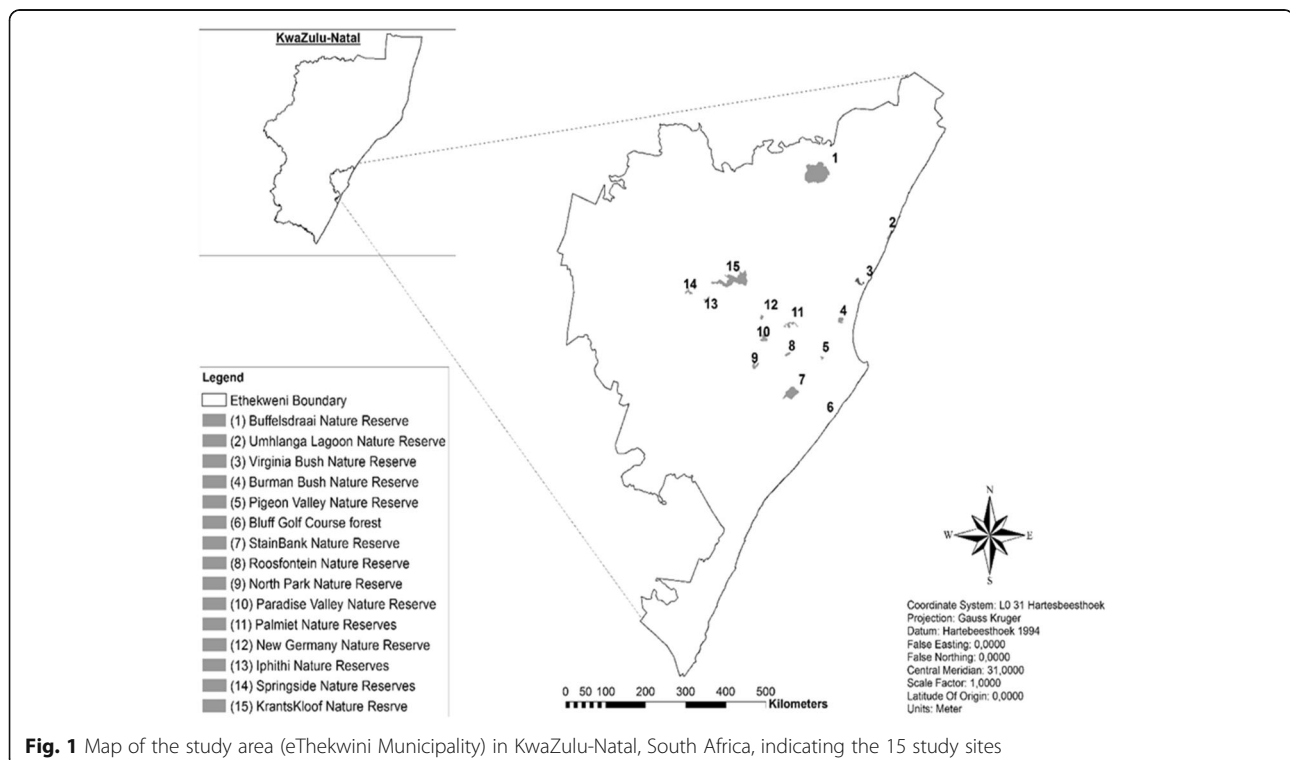 KwaZulu-Natal
1
2
3
15
14
13
12
11
4
10
8
5
9
7
6
Legend
Ethekweni Boundary
(1) Buffelsdraai Nature Reserve
(2) Umhlanga Lagoon Nature Reserve
(3) Virginia Bush Nature Reserve
(4) Burman Bush Nature Reserve
(5) Pigeon Valley Nature Reserve
(6) Bluff Golf Course forest
(7) StainBank Nature Reserve
(8) Roosfontein Nature Reserve
(9) North Park Nature Reserve
(10) Paradise Valley Nature Reserve
(11) Palmiet Nature Reserves
(12) New Germany Nature Reserve
(13) Iphithi Nature Reserves
(14) Springside Nature Reserves
(15) KrantsKloof Nature Resrve
N
W E
S
Coordinate System: L0 31 Hartesbeesthoek
Projection: Gauss Kruger
Datum: Hartebeesthoek 1994
False Easting: 0,0000
False Northing: 0,0000
Central Meridian: 31,0000
Scale Factor: 1,0000
Latitude Of Origin: 0,0000
Units: Meter
0 50 100 200 300 400 500
Kilometers
Fig. 1 Map of the study area (eThekwini Municipality) in KwaZulu-Natal, South Africa, indicating the 15 study sites